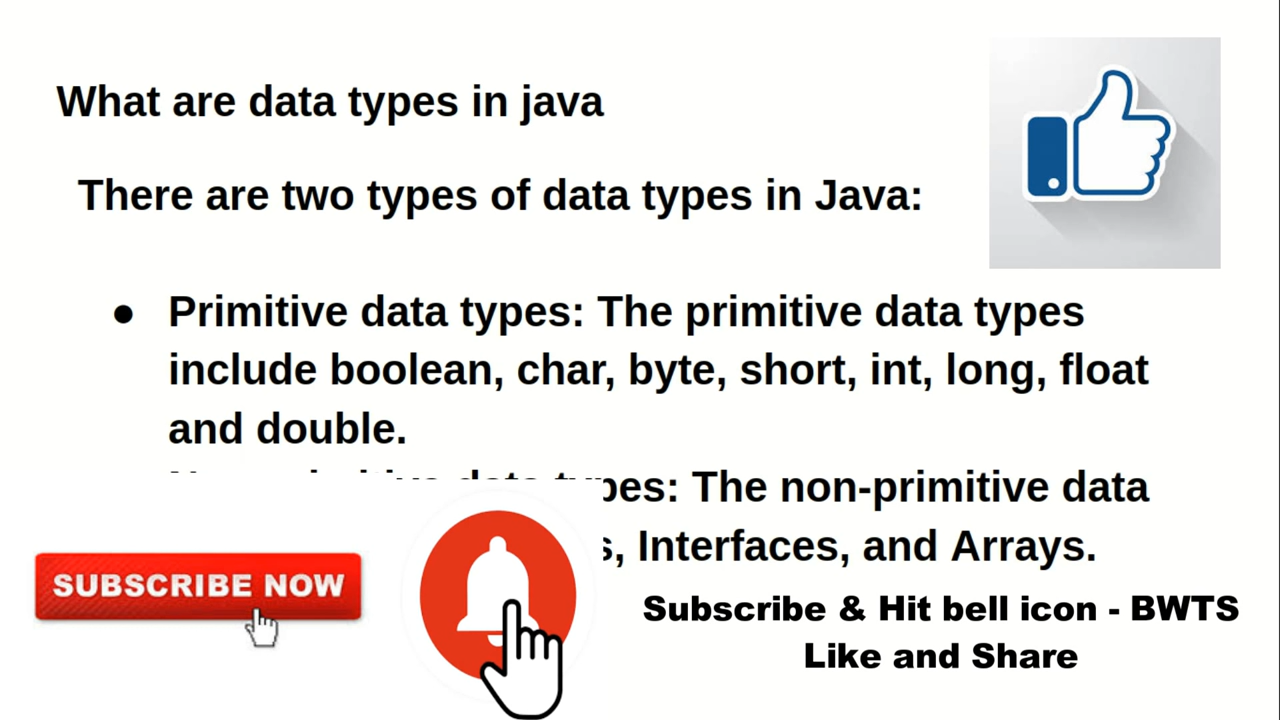 What are data types in java
There are two types of data types in Java:
● Primitive data types: The primitive data types
include boolean, char, byte, short, int, long, float
and double.
data types: The non-primitive data
s, Interfaces, and Arrays.
SUBSCRIBE NOW
Subscribe & Hit bell icon - BWTS
Like and Share